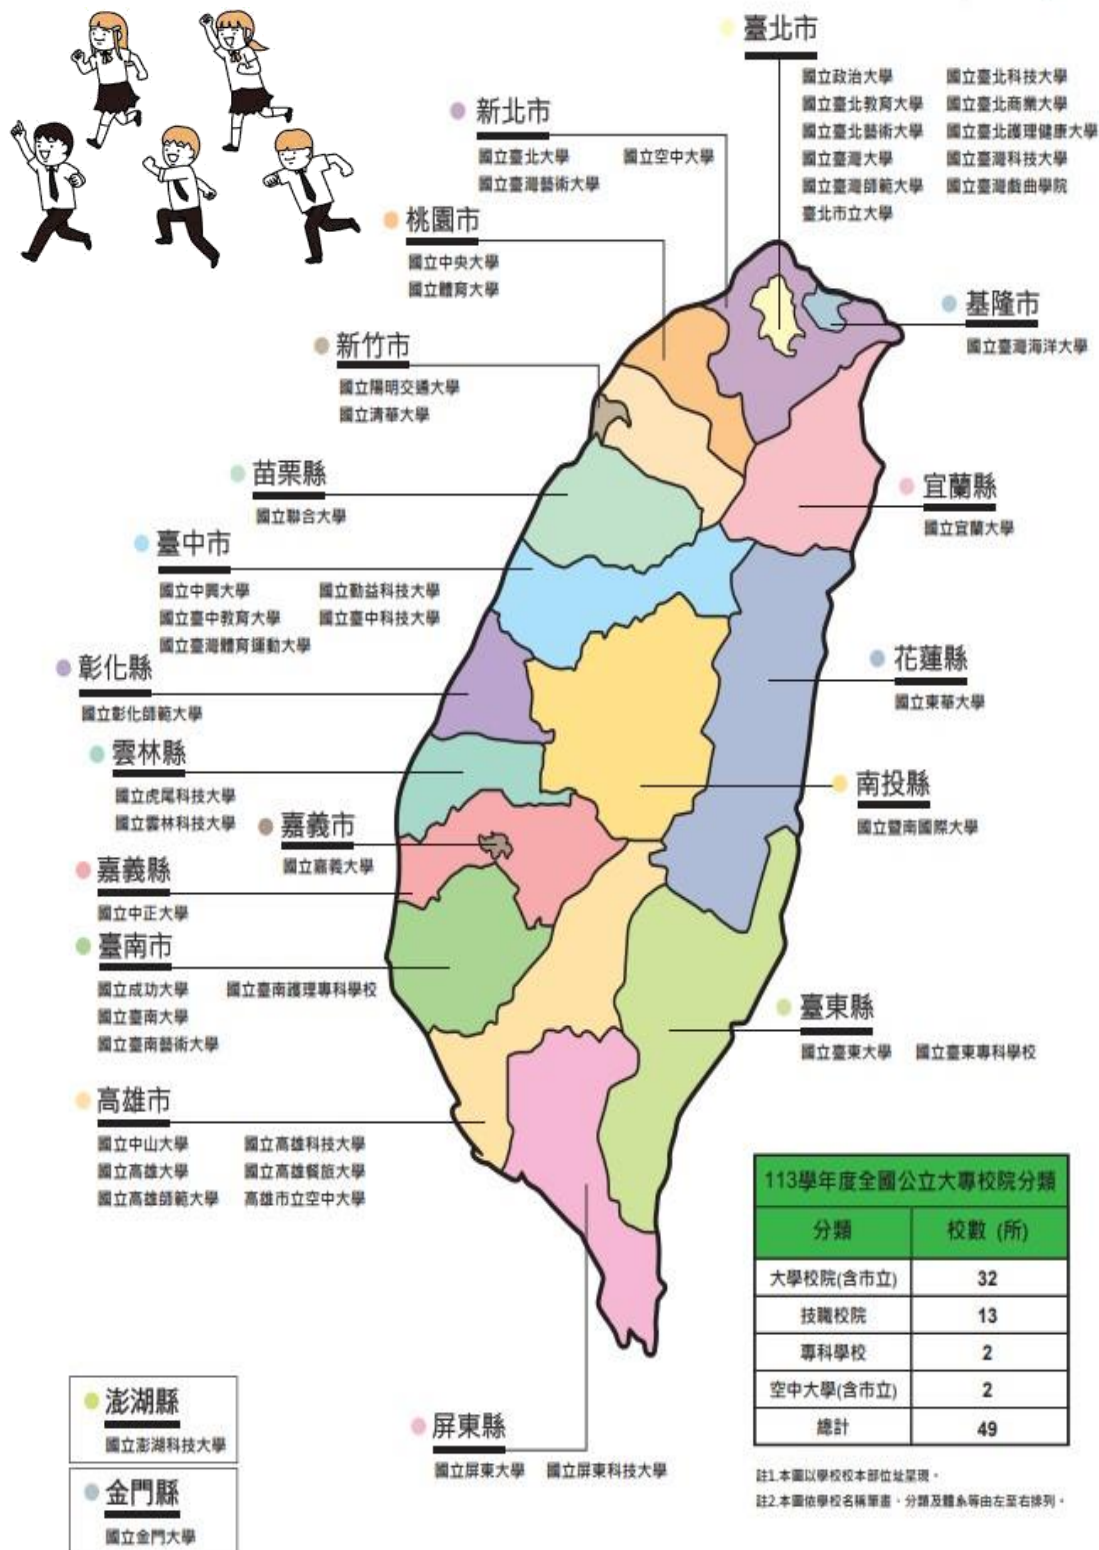 臺北市
國立政治大學 國立臺北科技大學
國立臺北教育大學 國立臺北商業大學
國立臺北藝術大學 國立臺北護理健康大學
國立臺灣大學 國立臺灣科技大學
國立臺灣師範大學 國立臺灣戲曲學院
臺北市立大學
新北市
國立臺北大學 國立空中大學
國立臺灣藝術大學
桃園市
國立中央大學
國立體育大學
基隆市
國立臺灣海洋大學
新竹市
國立陽明交通大學
國立清華大學
苗栗縣
國立聯合大學
宜蘭縣
國立宜蘭大學
臺中市
國立中興大學 國立勤益科技大學
國立臺中教育大學 國立臺中科技大學
國立臺灣體育運動大學
彰化縣
國立彰化師範大學
花蓮縣
國立東華大學
雲林縣
國立虎尾科技大學
國立雲林科技大學
南投縣
國立暨南國際大學
嘉義市
國立嘉義大學
嘉義縣
國立中正大學
臺南市
國立成功大學 國立臺南護理專科學校
國立臺南大學
國立臺南藝術大學
臺東縣
國立臺東大學 國立臺東專科學校
高雄市
國立中山大學 國立高雄科技大學
國立高雄大學 國立高雄餐旅大學
國立高雄師範大學 高雄市立空中大學
113學年度全國公立大專校院分類
分類 校數 (所)
大學校院(含市立) 32
技職校院 13
專科學校 2
空中大學(含市立) 2
總計 49
澎湖縣
國立澎湖科技大學
屏東縣
國立屏東大學 國立屏東科技大學
金門縣
國立金門大學
註1.本圖以學校校本部位址呈現。
註2.本圖依學校名稱筆畫、分類及體系等由左至右排列。